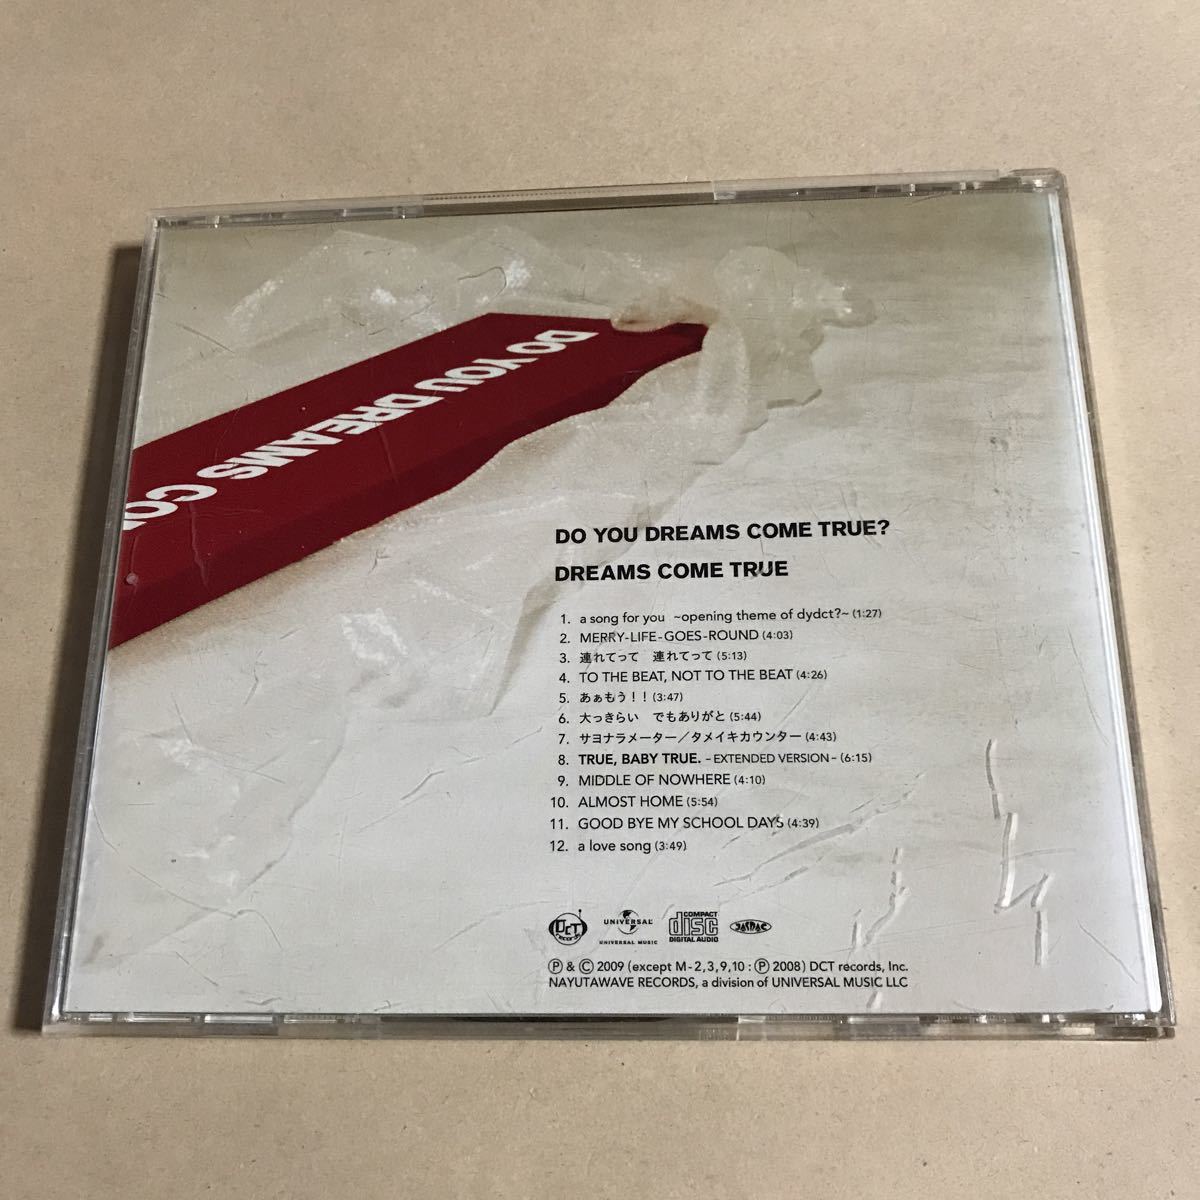 DO YOU DREAMS CO
DO YOU DREAMS COME TRUE?
DREAMS COME TRUE
1. a song for you ~opening theme of dydct?~ (1:27)
2. MERRY-LIFE-GOES-ROUND (4:03)
3. 連れてって 連れてって (5:13)
4. TO THE BEAT, NOT TO THE BEAT (4:26)
5. あぁもう！！ (3:47)
6. 大っきらい でもありがと (5:44)
7. サヨナラメーター／タメイキカウンター (4:43)
8. TRUE, BABY TRUE. -EXTENDED VERSION- (6:15)
9. MIDDLE OF NOWHERE (4:10)
10. ALMOST HOME (5:54)
11. GOOD BYE MY SCHOOL DAYS (4:39)
12. a love song (3:49)
DCT records
UNIVERSAL
UNIVERSAL MUSIC
COMPACT disc DIGITAL AUDIO
JASRAC
Ⓟ & Ⓒ 2009 (except M-2,3,9,10 : Ⓟ 2008) DCT records, Inc.
NAYUTAWAVE RECORDS, a division of UNIVERSAL MUSIC LLC